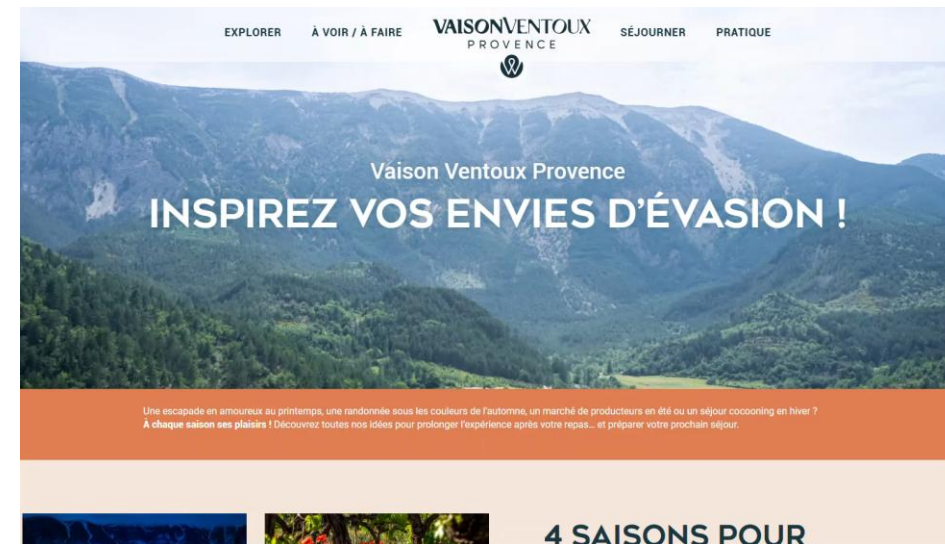 EXPLORER À VOIR / À FAIRE VAISONVENTOUX PROVENCE SÉJOURNER PRATIQUE
Vaison Ventoux Provence
INSPIREZ VOS ENVIES D'ÉVASION !
Une escapade en amoureux au printemps, une randonnée sous les couleurs de l'automne, un marché de producteurs en été ou un séjour cocooning en hiver ?
À chaque saison ses plaisirs ! Découvrez toutes nos idées pour prolonger l'expérience après votre repas... et préparer votre prochain séjour.
4 SAISONS POUR